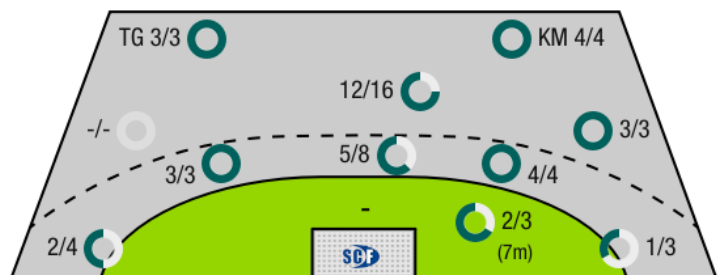 TG 3/3
KM 4/4
12/16
-/-
3/3
5/8
3/3
4/4
-
2/3
(7m)
2/4
1/3
SCF